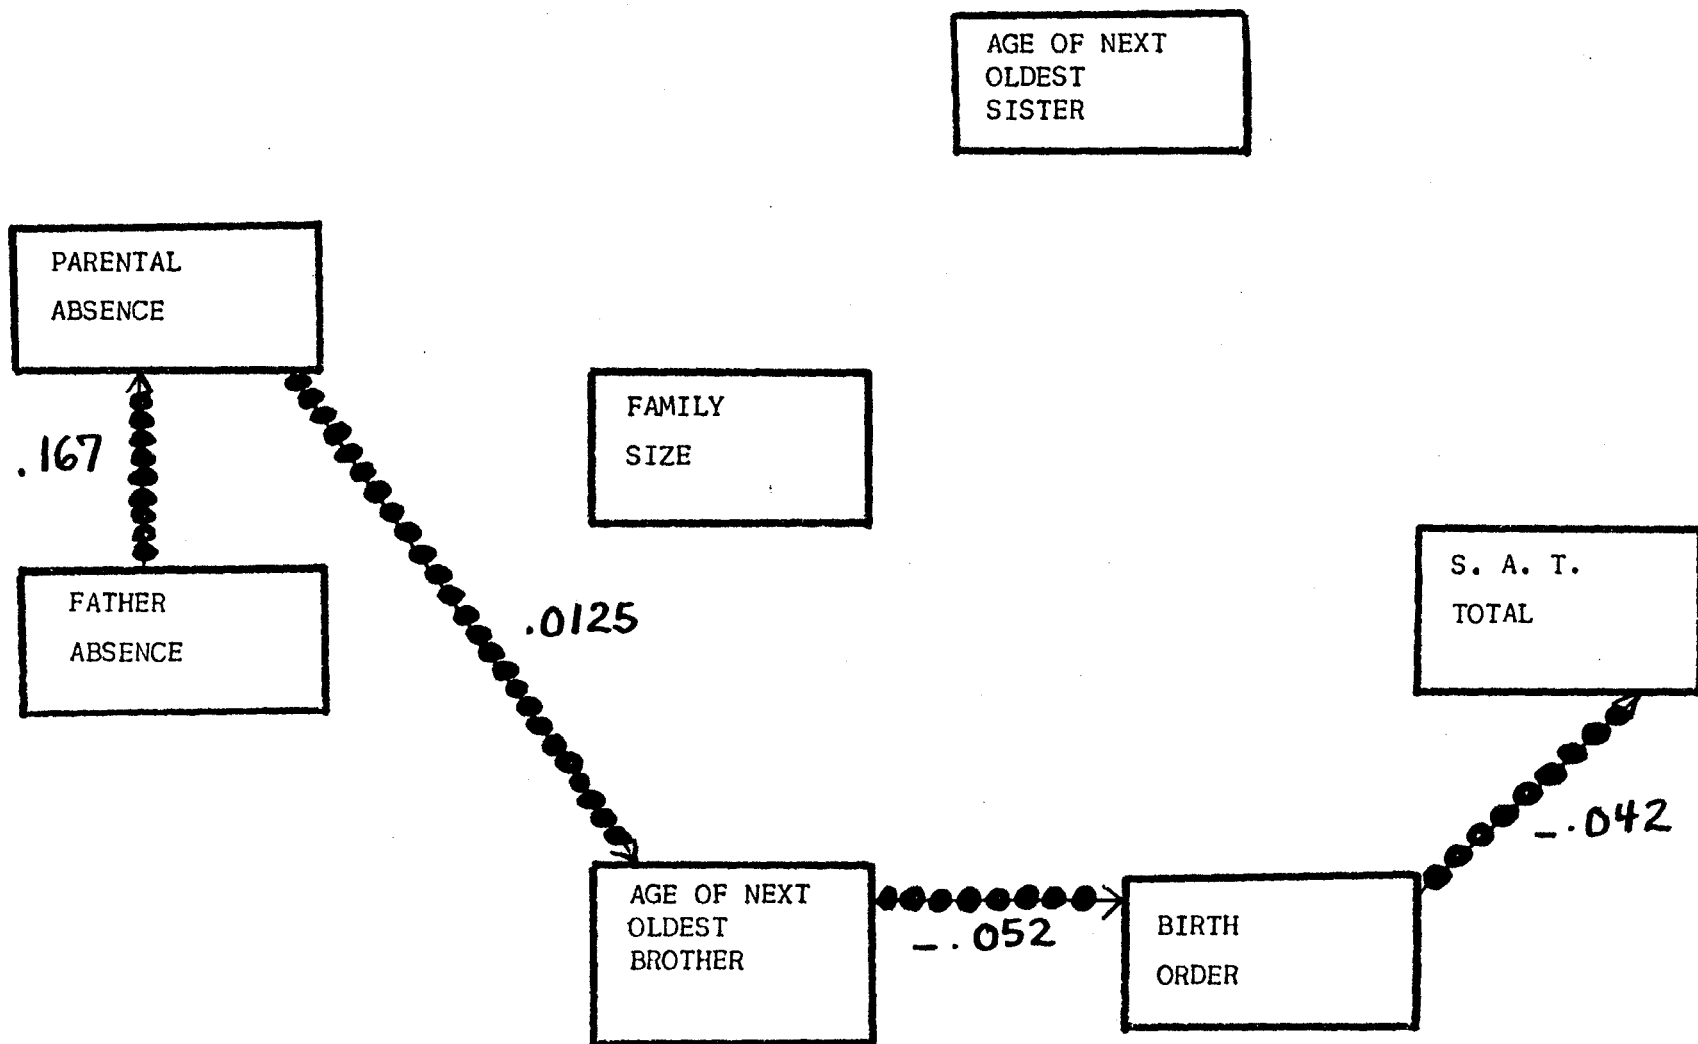 AGE OF NEXT
OLDEST
SISTER
PARENTAL
ABSENCE
.167
FAMILY
SIZE
FATHER
ABSENCE
.0125
S. A. T.
TOTAL
-.042
AGE OF NEXT
OLDEST
BROTHER
-.052
BIRTH
ORDER